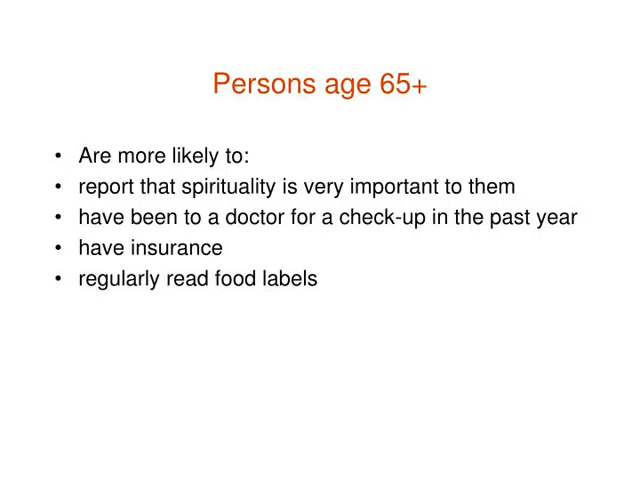 Persons age 65+
• Are more likely to:
• report that spirituality is very important to them
• have been to a doctor for a check-up in the past year
• have insurance
• regularly read food labels